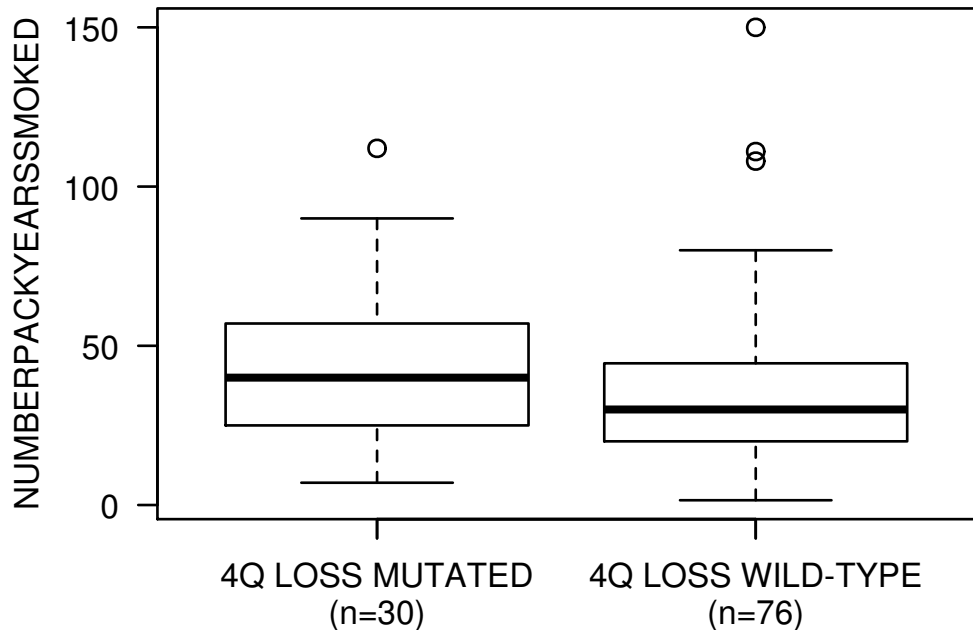 NUMBERPACKYEARSSMOKED
150
100
50
0
4Q LOSS MUTATED
(n=30)
4Q LOSS WILD-TYPE
(n=76)